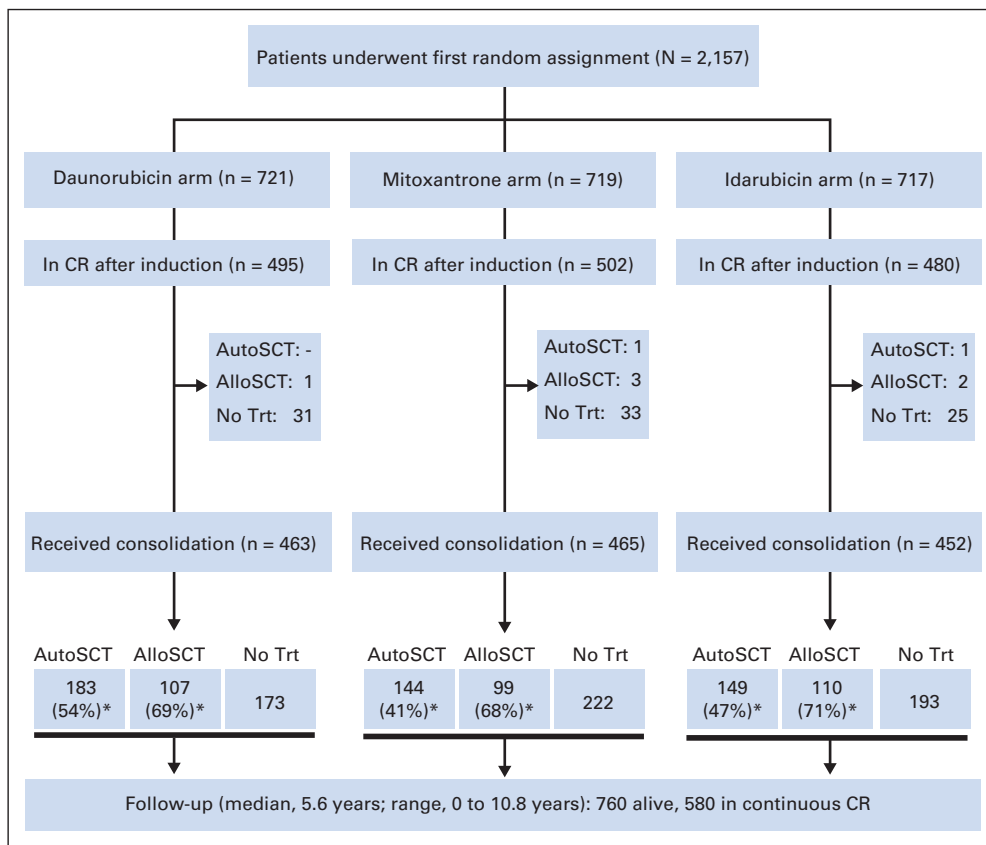 Patients underwent first random assignment (N = 2,157)
Daunorubicin arm (n = 721)
Mitoxantrone arm (n = 719)
Idarubicin arm (n = 717)
In CR after induction (n = 495)
In CR after induction (n = 502)
In CR after induction (n = 480)
AutoSCT: -
AlloSCT: 1
No Trt: 31
AutoSCT: 1
AlloSCT: 3
No Trt: 33
AutoSCT: 1
AlloSCT: 2
No Trt: 25
Received consolidation (n = 463)
Received consolidation (n = 465)
Received consolidation (n = 452)
AutoSCT AlloSCT No Trt
183 107 173
(54%)* (69%)*
AutoSCT AlloSCT No Trt
144 99 222
(41%)* (68%)*
AutoSCT AlloSCT No Trt
149 110 193
(47%)* (71%)*
Follow-up (median, 5.6 years; range, 0 to 10.8 years): 760 alive, 580 in continuous CR